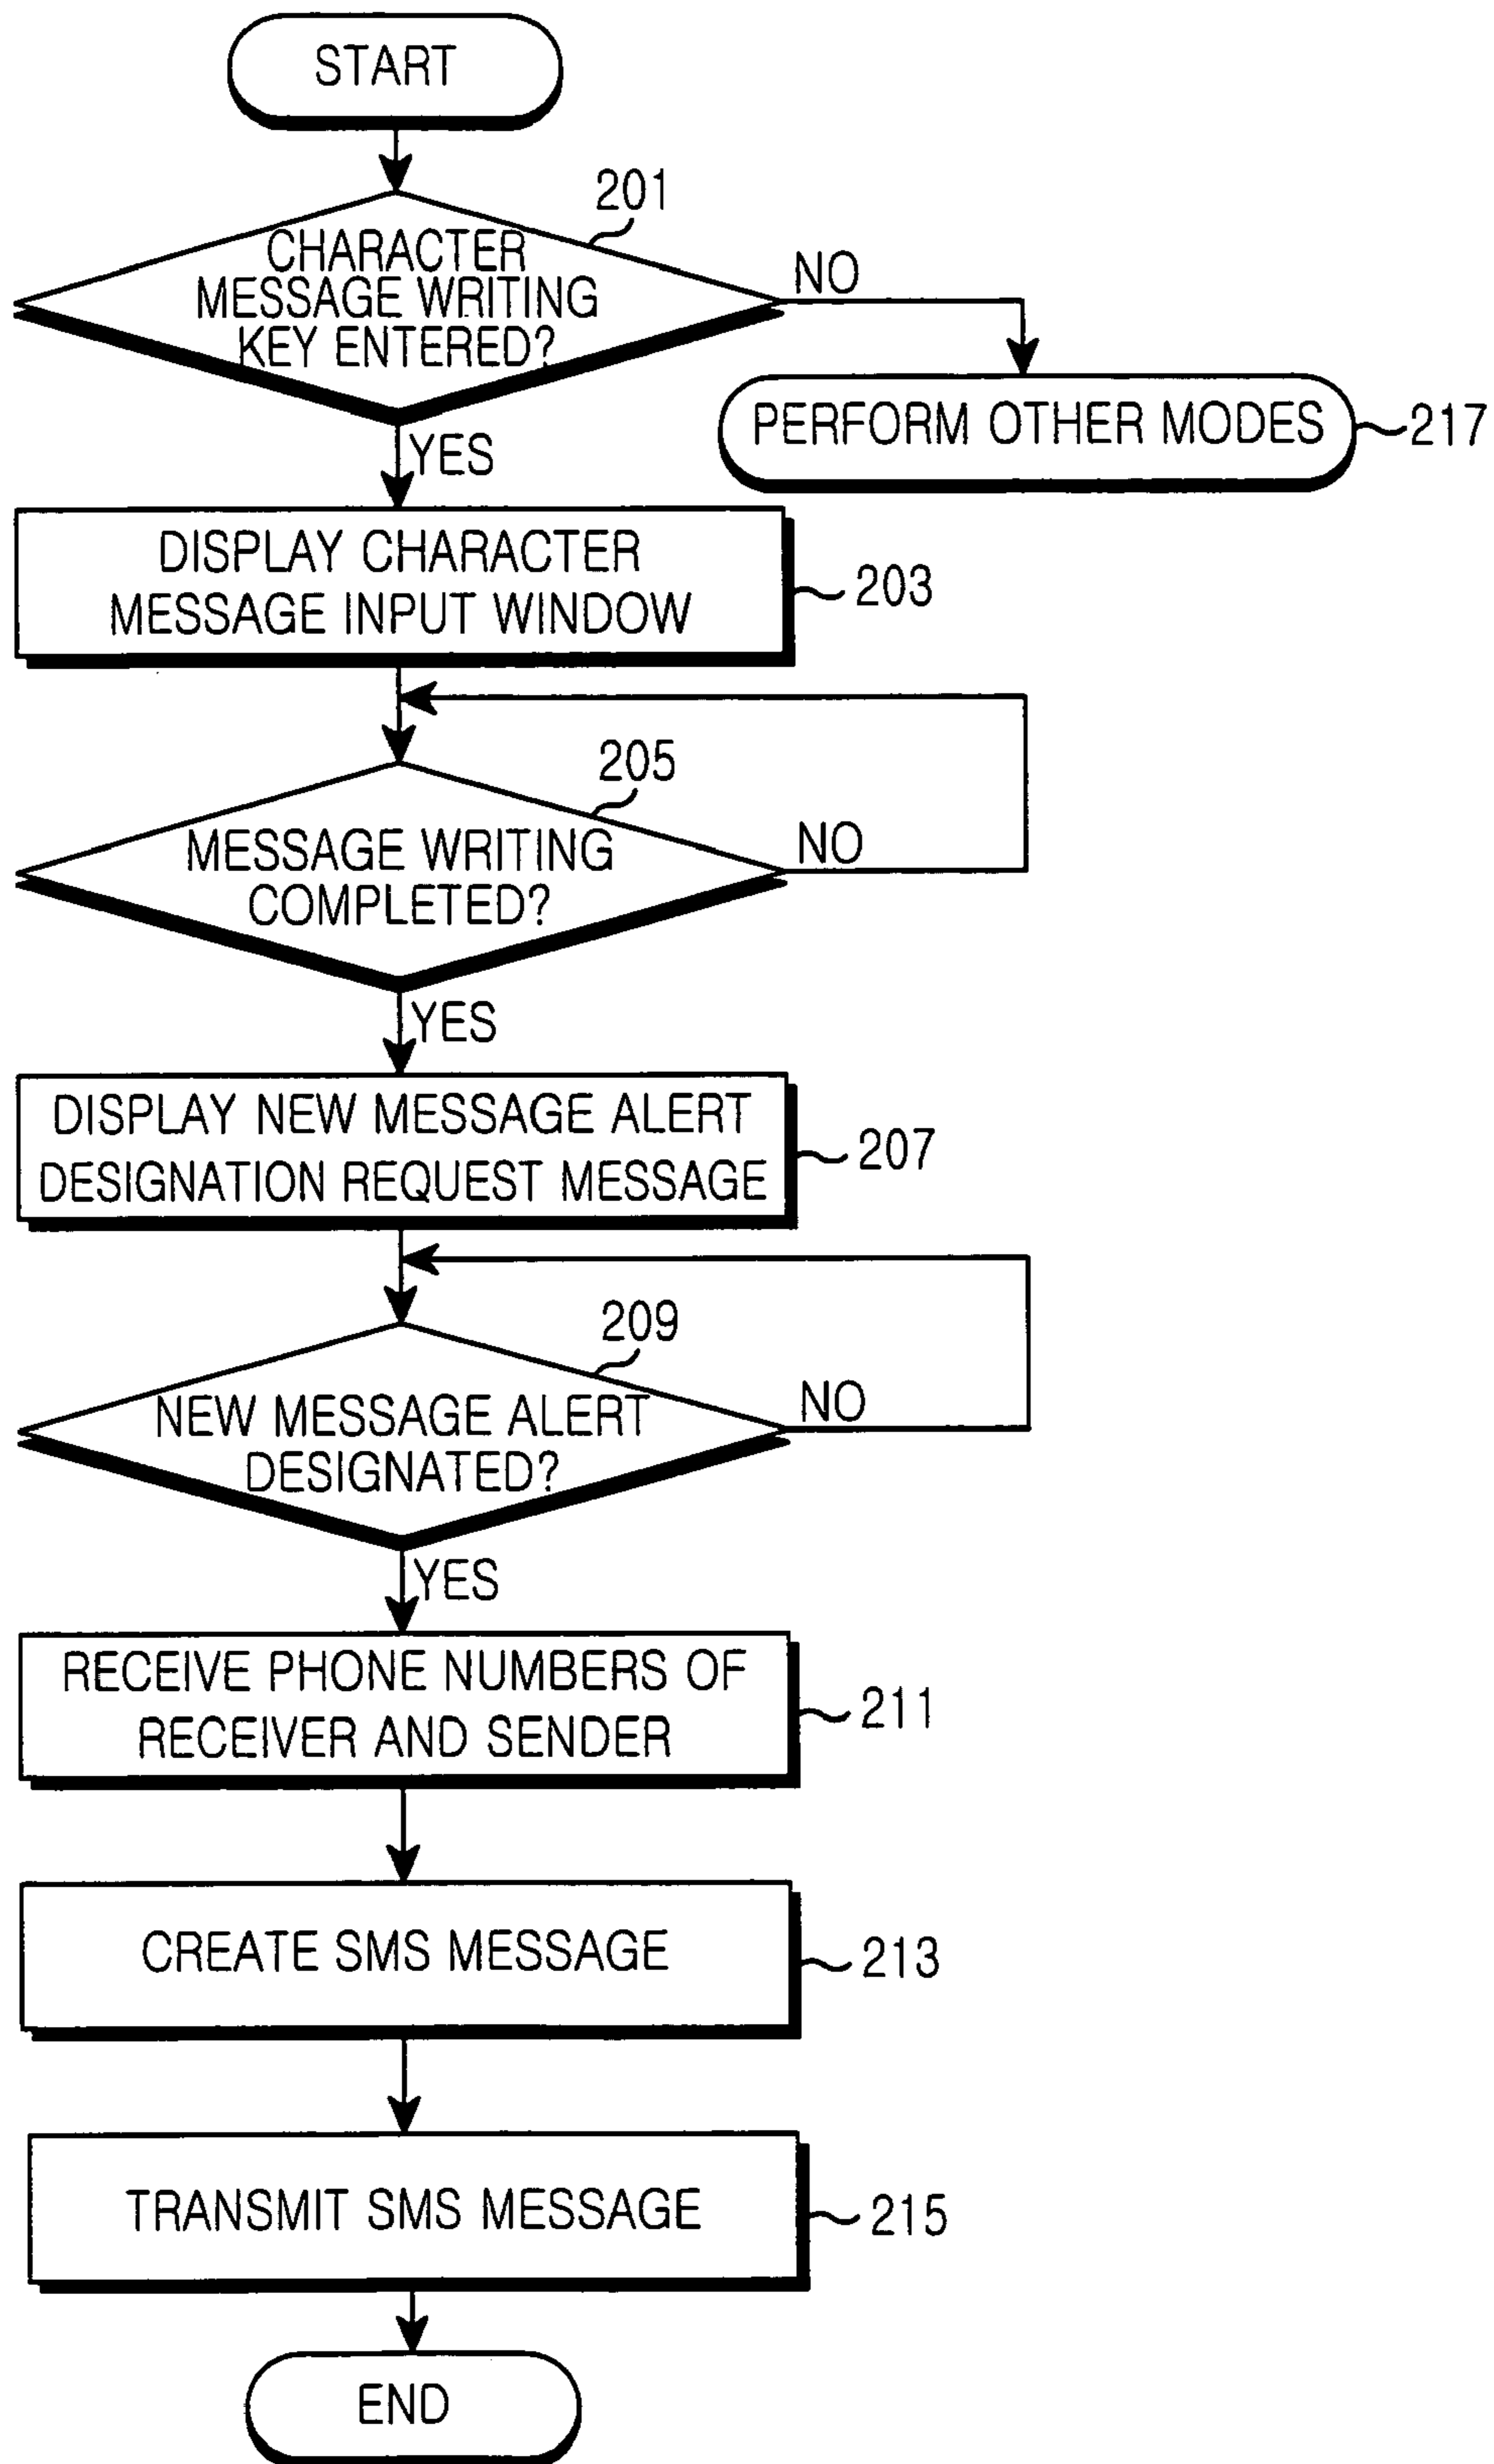 START
201
CHARACTER
MESSAGE WRITING
KEY ENTERED?
NO
PERFORM OTHER MODES
217
YES
DISPLAY CHARACTER
MESSAGE INPUT WINDOW
203
205
MESSAGE WRITING
COMPLETED?
NO
YES
DISPLAY NEW MESSAGE ALERT
DESIGNATION REQUEST MESSAGE
207
209
NEW MESSAGE ALERT
DESIGNATED?
NO
YES
RECEIVE PHONE NUMBERS OF
RECEIVER AND SENDER
211
CREATE SMS MESSAGE
213
TRANSMIT SMS MESSAGE
215
END